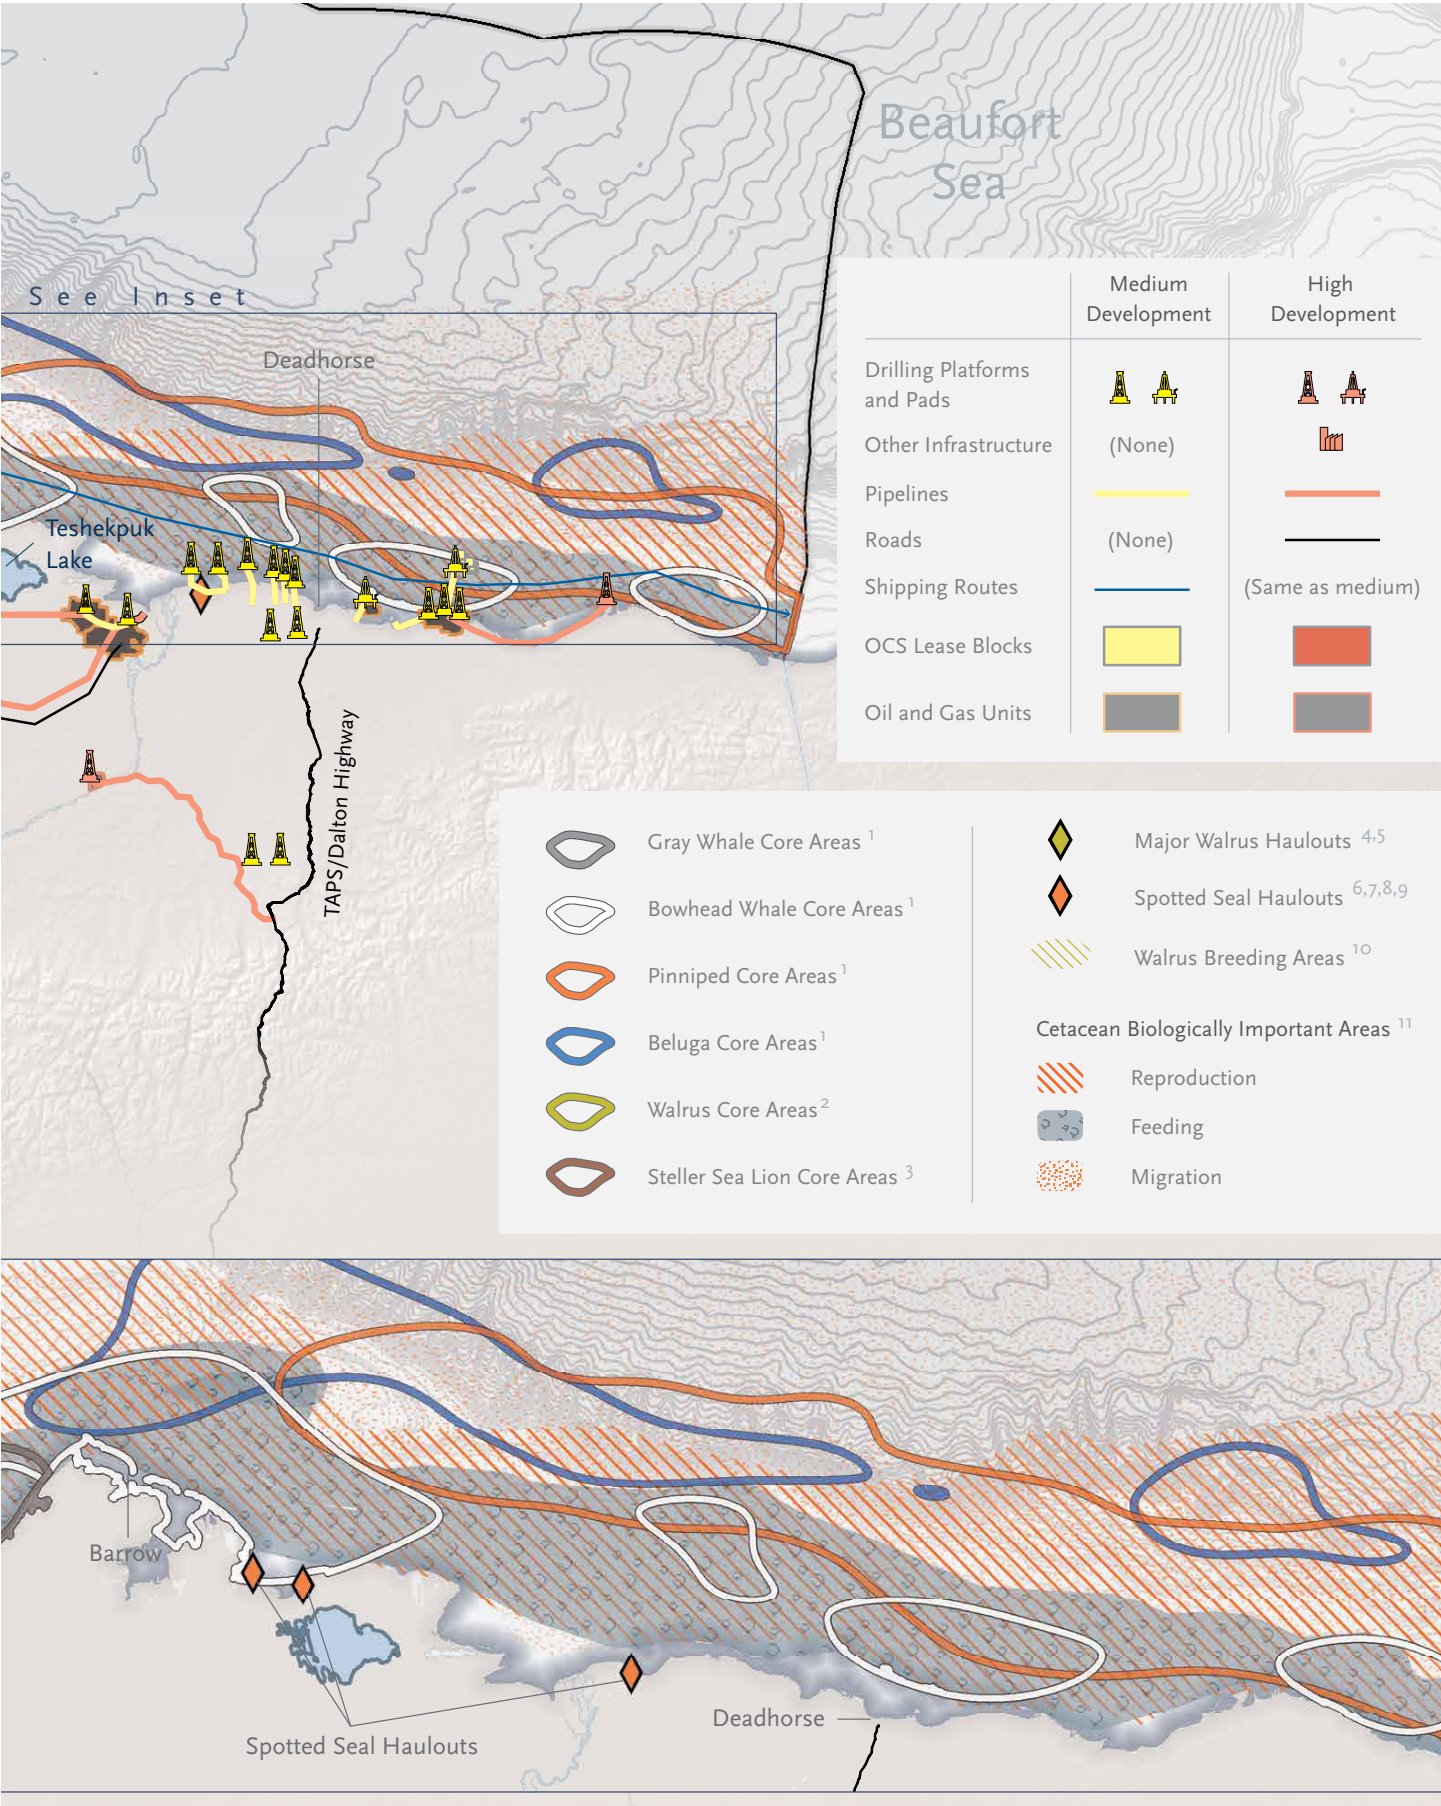 Beaufort
Sea
See Inset
Deadhorse
Teshekpuk
Lake
TAPS/Dalton Highway
Medium
Development
High
Development
Drilling Platforms
and Pads
Other Infrastructure
(None)
Pipelines
Roads
(None)
Shipping Routes
(Same as medium)
OCS Lease Blocks
Oil and Gas Units
Gray Whale Core Areas 1
Bowhead Whale Core Areas 1
Pinniped Core Areas 1
Beluga Core Areas 1
Walrus Core Areas 2
Steller Sea Lion Core Areas 3
Major Walrus Haulouts 4,5
Spotted Seal Haulouts 6,7,8,9
Walrus Breeding Areas 10
Cetacean Biologically Important Areas 11
Reproduction
Feeding
Migration
Barrow
Spotted Seal Haulouts
Deadhorse